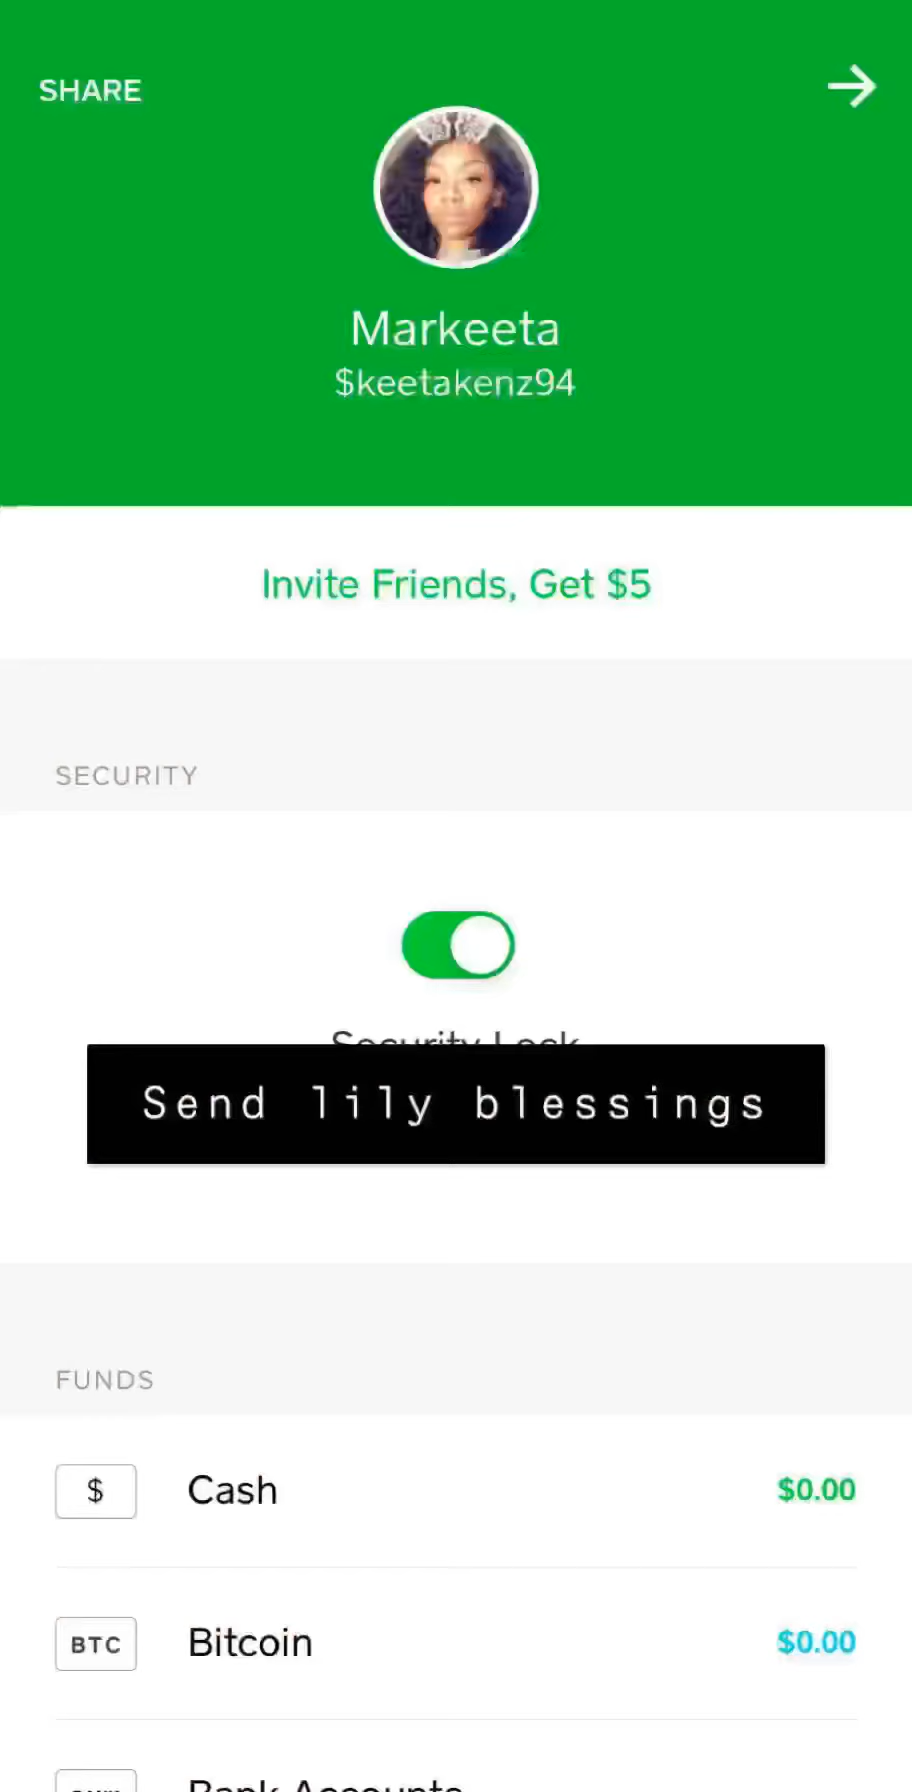 SHARE
Markeeta
$keetakenz94
Invite Friends, Get $5
SECURITY
Security Lock
Send lily blessings
FUNDS
$ Cash $0.00
BTC Bitcoin $0.00
Bank Accounts